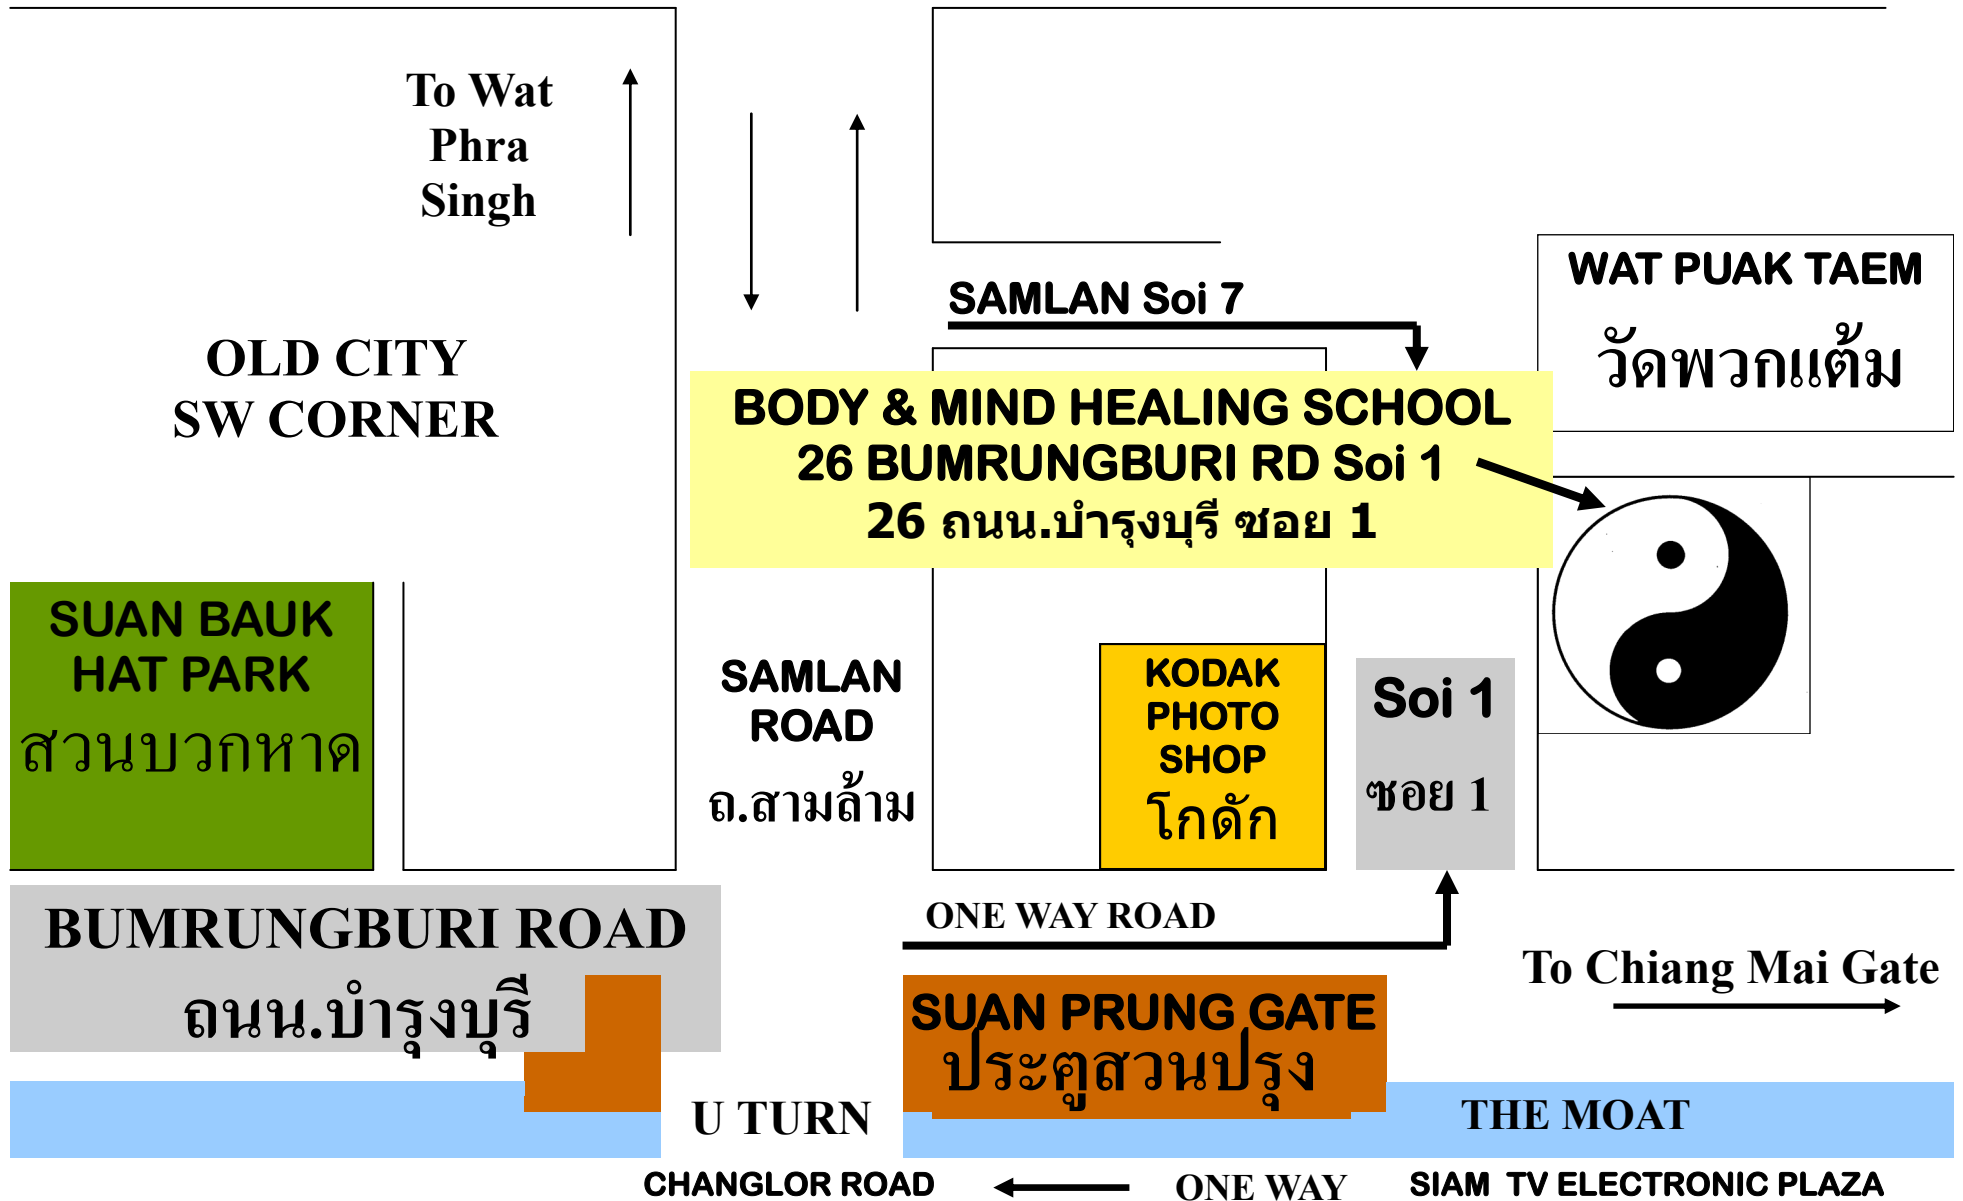 To Wat
Phra
Singh
OLD CITY
SW CORNER
SAMLAN Soi 7
WAT PUAK TAEM
วัดพวกแต้ม
BODY & MIND HEALING SCHOOL
26 BUMRUNGBURI RD Soi 1
26 ถนน.บำรุงบุรี ซอย 1
SUAN BAUK
HAT PARK
สวนบวกหาด
SAMLAN
ROAD
ถ.สามล้าม
KODAK
PHOTO
SHOP
โกดัก
Soi 1
ซอย 1
BUMRUNGBURI ROAD
ถนน.บำรุงบุรี
ONE WAY ROAD
To Chiang Mai Gate
SUAN PRUNG GATE
ประตูสวนปรุง
U TURN
THE MOAT
CHANGLOR ROAD
ONE WAY
SIAM TV ELECTRONIC PLAZA